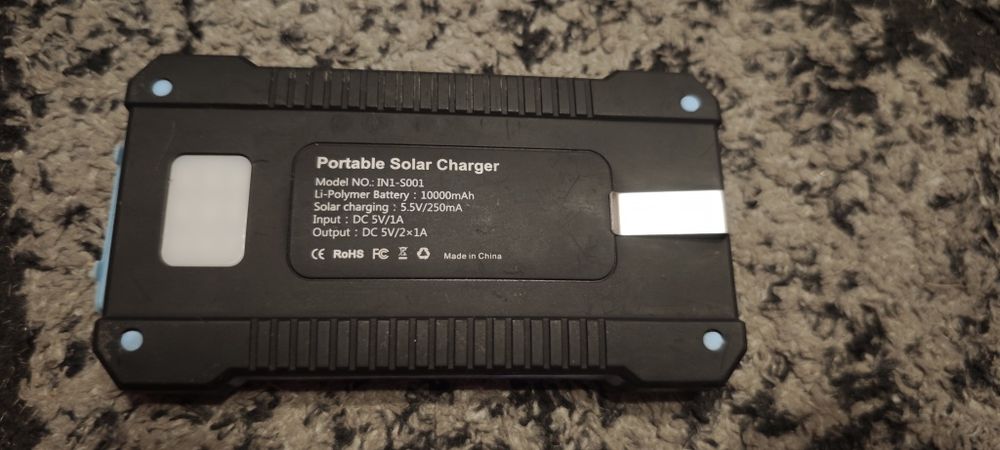 Portable Solar Charger
Model NO.: IN1-S001
Li-Polymer Battery : 10000mAh
Solar charging : 5.5V/250mA
Input : DC 5V/1A
Output : DC 5V/2×1A
CE RoHS FC Made in China